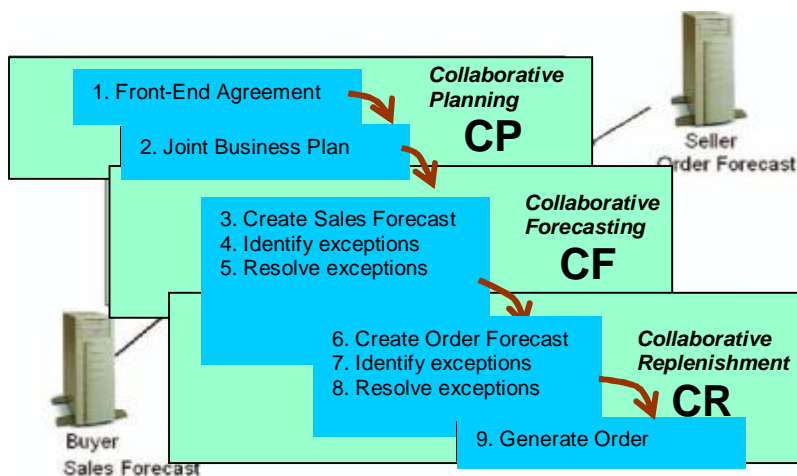 1. Front-End Agreement
2. Joint Business Plan
Collaborative
Planning
CP
Seller
Order Forecast
3. Create Sales Forecast
4. Identify exceptions
5. Resolve exceptions
Collaborative
Forecasting
CF
6. Create Order Forecast
7. Identify exceptions
8. Resolve exceptions
Collaborative
Replenishment
CR
9. Generate Order
Buyer
Sales Forecast